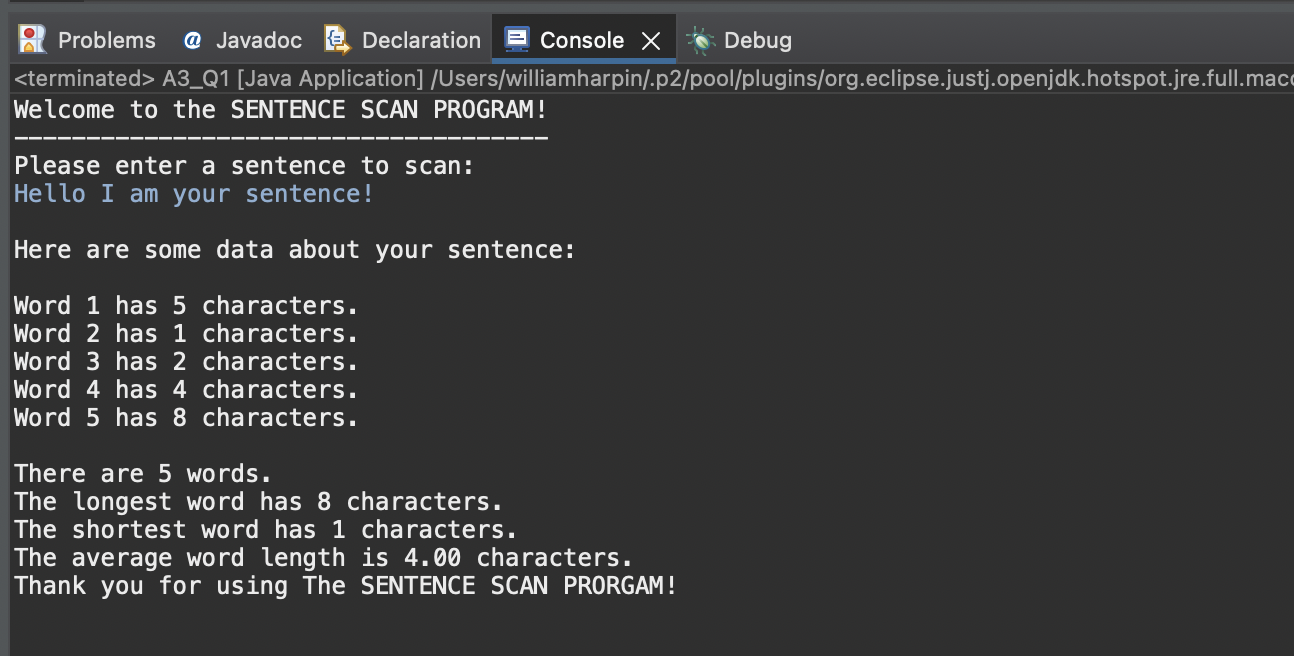 Problems @ Javadoc Declaration Console Debug
<terminated> A3_Q1 [Java Application] /Users/williamharpin/.p2/pool/plugins/org.eclipse.justj.openjdk.hotspot.jre.full.macc
Welcome to the SENTENCE SCAN PROGRAM!
-------------------------------------
Please enter a sentence to scan:
Hello I am your sentence!
Here are some data about your sentence:
Word 1 has 5 characters.
Word 2 has 1 characters.
Word 3 has 2 characters.
Word 4 has 4 characters.
Word 5 has 8 characters.
There are 5 words.
The longest word has 8 characters.
The shortest word has 1 characters.
The average word length is 4.00 characters.
Thank you for using The SENTENCE SCAN PRORGAM!